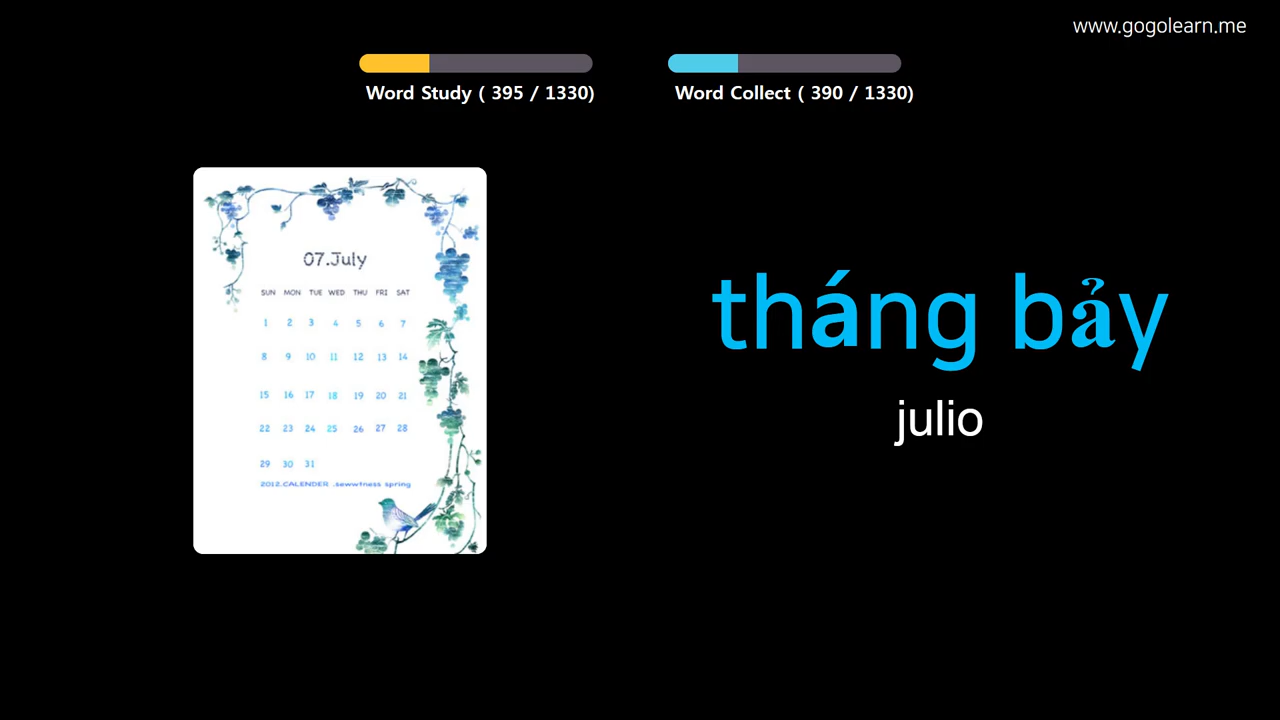 www.gogolearn.me
Word Study ( 395 / 1330)
Word Collect ( 390 / 1330)
07.July
SUN MON TUE WED THU FRI SAT
1 2 3 4 5 6 7
8 9 10 11 12 13 14
15 16 17 18 19 20 21
22 23 24 25 26 27 28
29 30 31
2012.CALENDER .sewwtness spring
tháng bảy
julio